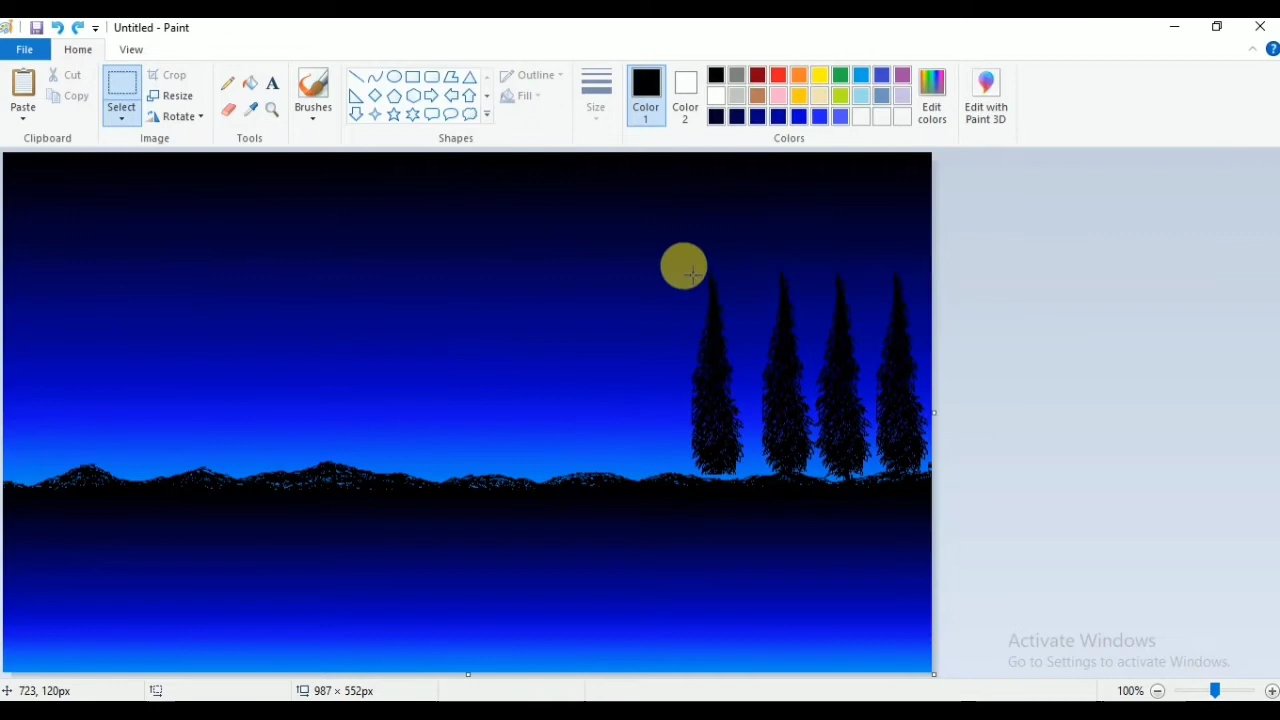 Untitled - Paint
File Home View
Paste
Cut
Copy
Clipboard
Select
Crop
Resize
Rotate
Image
Tools
Brushes
Shapes
Outline
Fill
Size
Color 1
Color 2
Colors
Edit colors
Edit with Paint 3D
Activate Windows
Go to Settings to activate Windows.
723, 120px
987 × 552px
100%